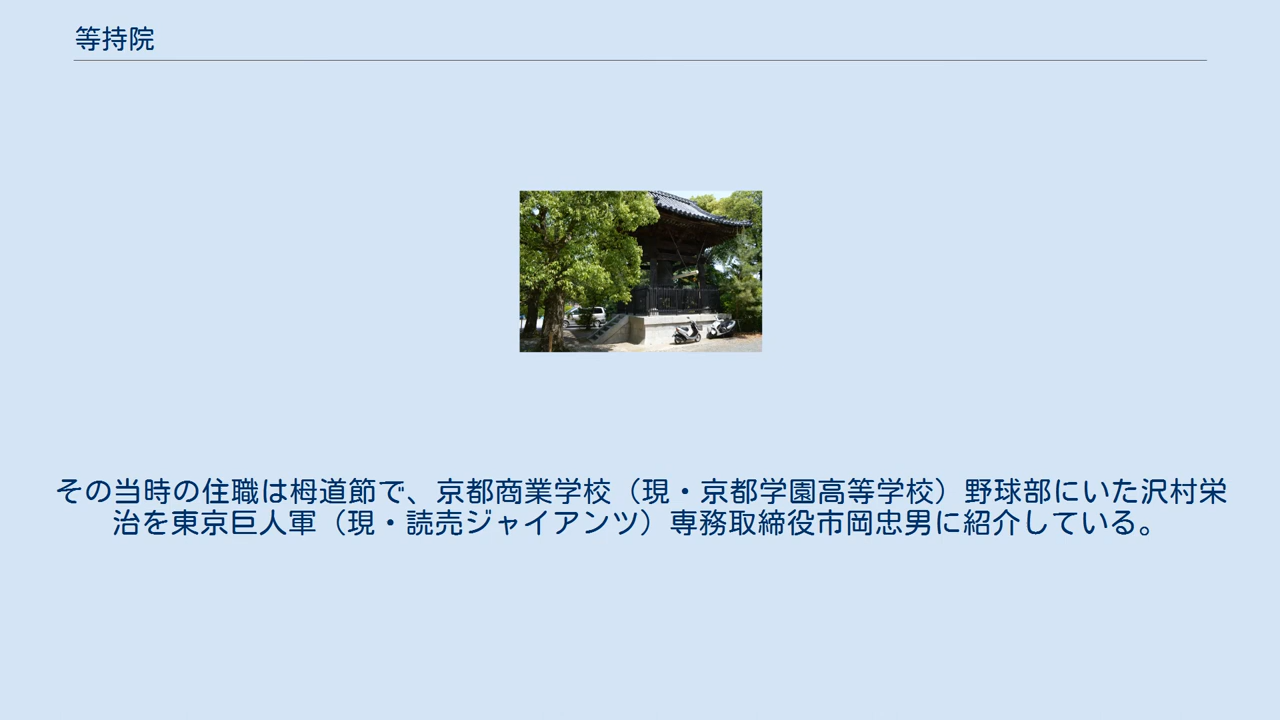 等持院
その当時の住職は栂道節で、京都商業学校（現・京都学園高等学校）野球部にいた沢村栄
治を東京巨人軍（現・読売ジャイアンツ）専務取締役市岡忠男に紹介している。